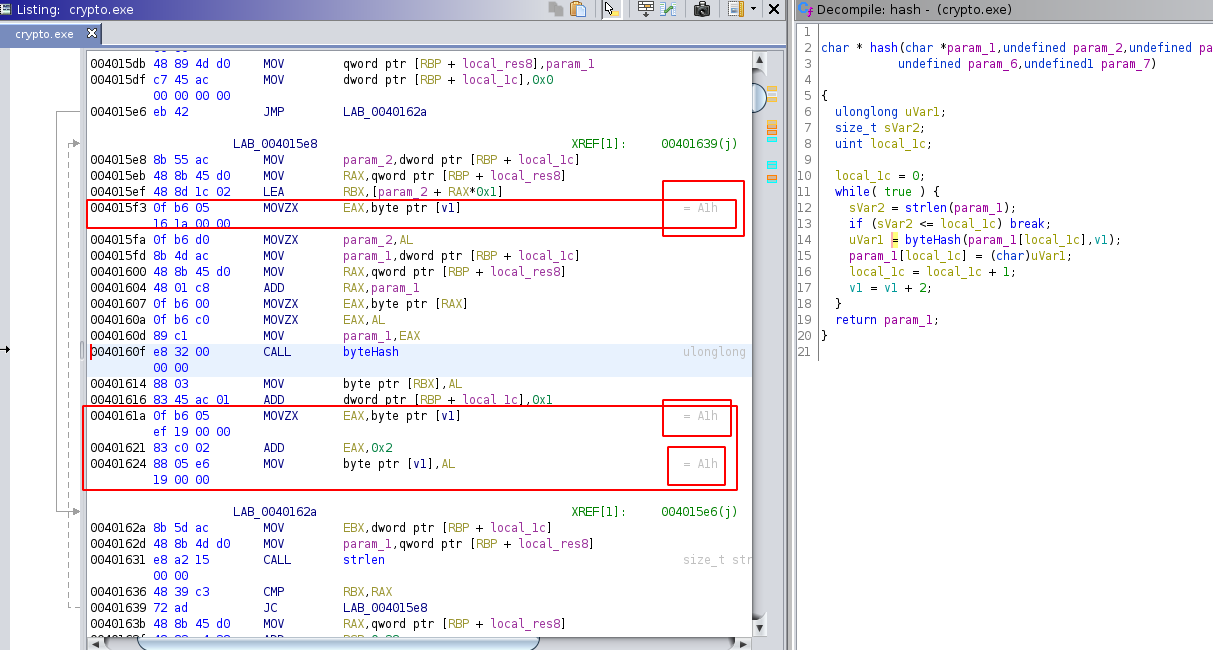 Listing: crypto.exe
crypto.exe
004015db 48 89 4d d0 MOV qword ptr [RBP + local_res8],param_1
004015df c7 45 ac MOV dword ptr [RBP + local_1c],0x0
00 00 00 00
004015e6 eb 42 JMP LAB_0040162a
LAB_004015e8 XREF[1]: 00401639(j)
004015e8 8b 55 ac MOV param_2,dword ptr [RBP + local_1c]
004015eb 48 8b 45 d0 MOV RAX,qword ptr [RBP + local_res8]
004015ef 48 8d 1c 02 LEA RBX,[param_2 + RAX*0x1]
004015f3 0f b6 05 MOVZX EAX,byte ptr [v1] = A1h
16 1a 00 00
004015fa 0f b6 d0 MOVZX param_2,AL
004015fd 8b 4d ac MOV param_1,dword ptr [RBP + local_1c]
00401600 48 8b 45 d0 MOV RAX,qword ptr [RBP + local_res8]
00401604 48 01 c8 ADD RAX,param_1
00401607 0f b6 00 MOVZX EAX,byte ptr [RAX]
0040160a 0f b6 c0 MOVZX EAX,AL
0040160d 89 c1 MOV param_1,EAX
0040160f e8 32 00 CALL byteHash ulonglong
00 00
00401614 88 03 MOV byte ptr [RBX],AL
00401616 83 45 ac 01 ADD dword ptr [RBP + local_1c],0x1
0040161a 0f b6 05 MOVZX EAX,byte ptr [v1] = A1h
ef 19 00 00
00401621 83 c0 02 ADD EAX,0x2
00401624 88 05 e6 MOV byte ptr [v1],AL = A1h
19 00 00
LAB_0040162a XREF[1]: 004015e6(j)
0040162a 8b 5d ac MOV EBX,dword ptr [RBP + local_1c]
0040162d 48 8b 4d d0 MOV param_1,qword ptr [RBP + local_res8]
00401631 e8 a2 15 CALL strlen size_t str
00 00
00401636 48 39 c3 CMP RBX,RAX
00401639 72 ad JC LAB_004015e8
0040163b 48 8b 45 d0 MOV RAX,qword ptr [RBP + local_res8]
Decompile: hash - (crypto.exe)
1
2 char * hash(char *param_1,undefined param_2,undefined pa
3 undefined param_6,undefined1 param_7)
4
5 {
6 ulonglong uVar1;
7 size_t sVar2;
8 uint local_1c;
9
10 local_1c = 0;
11 while( true ) {
12 sVar2 = strlen(param_1);
13 if (sVar2 <= local_1c) break;
14 uVar1 = byteHash(param_1[local_1c],v1);
15 param_1[local_1c] = (char)uVar1;
16 local_1c = local_1c + 1;
17 v1 = v1 + 2;
18 }
19 return param_1;
20 }
21